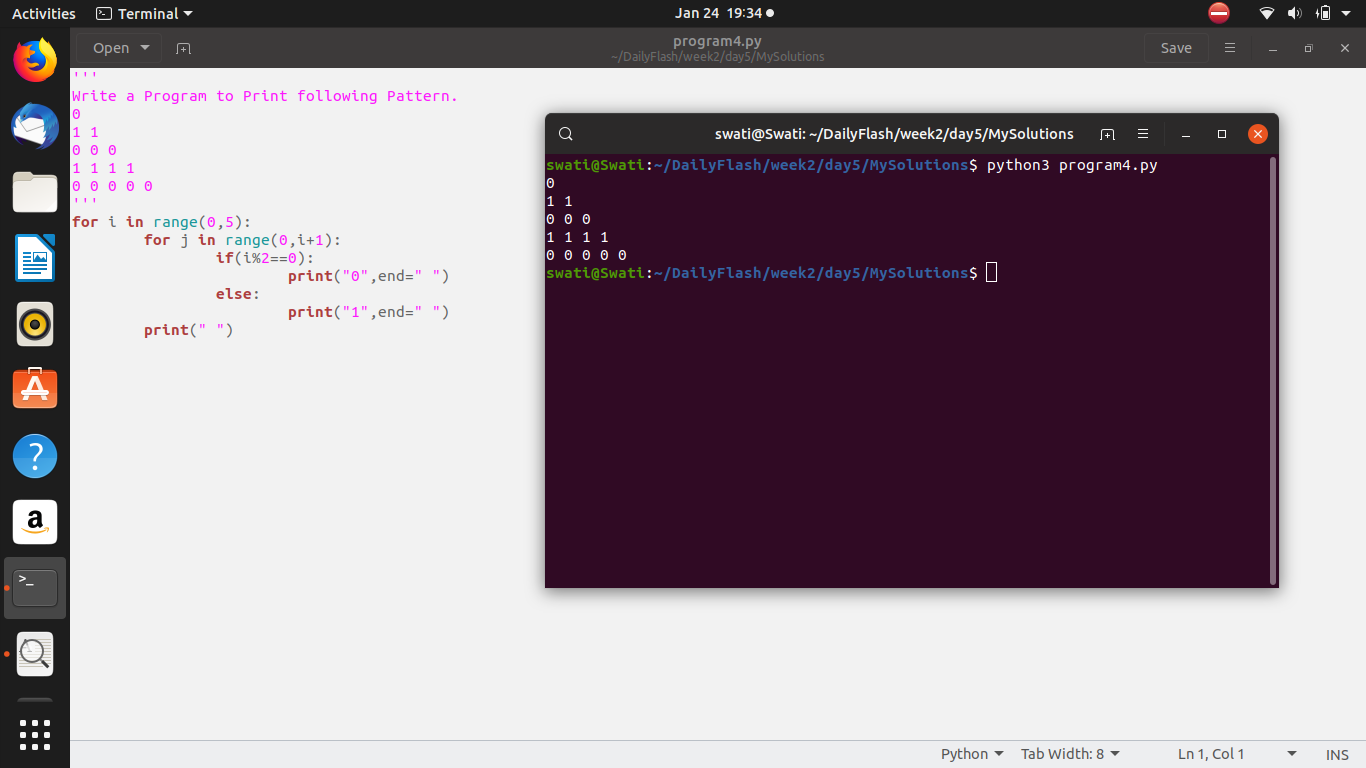 Activities Terminal Jan 24 19:34
Open program4.py Save
~/DailyFlash/week2/day5/MySolutions
'''
Write a Program to Print following Pattern.
0
1 1
0 0 0
1 1 1 1
0 0 0 0 0
'''
for i in range(0,5):
        for j in range(0,i+1):
                if(i%2==0):
                        print("0",end=" ")
                else:
                        print("1",end=" ")
        print(" ")
swati@Swati: ~/DailyFlash/week2/day5/MySolutions
swati@Swati:~/DailyFlash/week2/day5/MySolutions$ python3 program4.py
0
1 1
0 0 0
1 1 1 1
0 0 0 0 0
swati@Swati:~/DailyFlash/week2/day5/MySolutions$
?
a
>_
Python Tab Width: 8 Ln 1, Col 1 INS